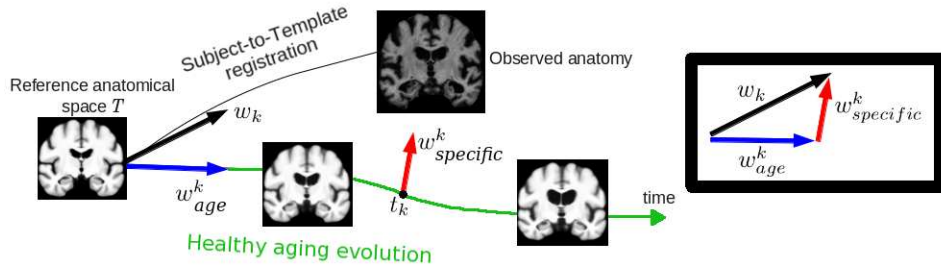 Subject-to-Template
registration
Reference anatomical
space T
w_k
w^k_age
Observed anatomy
w^k_specific
t_k
time
Healthy aging evolution
w_k
w^k_specific
w^k_age